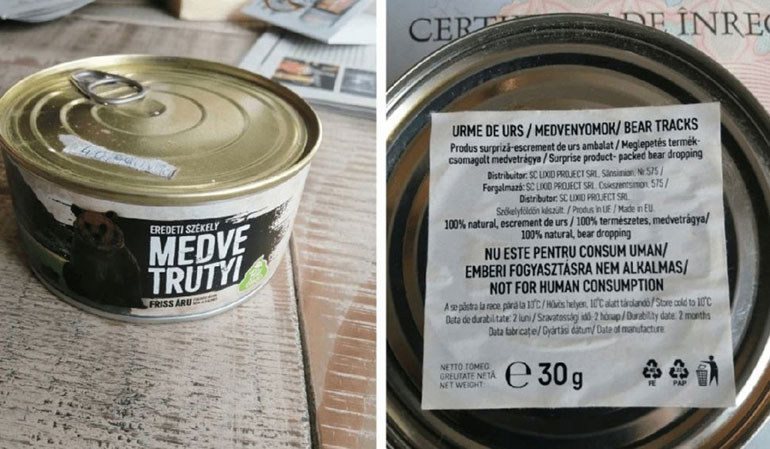 EREDETI SZÉKELY
MEDVE
TRUTYI
FRISS ÁRU
CERT DE ÎNREG
URME DE URS / MEDVENYOMOK/ BEAR TRACKS
Produs surpriză-escrement de urs ambalat / Meglepetés termék-
csomagolt medvetrágya / Surprise product- packed bear dropping
Distribuitor: SC LIXID PROJECT SRL, Sânsimion, Nr.575 /
Forgalmazó: SC LIXID PROJECT SRL, Csíkszentsimon, 575 /
Distributor: SC LIXID PROJECT SRL
Székelyföldön készült. / Produs în UE / Made in EU.
100% natural, escrement de urs / 100% természetes, medvetrágya/
100% natural, bear dropping
NU ESTE PENTRU CONSUM UMAN/
EMBERI FOGYASZTÁSRA NEM ALKALMAS/
NOT FOR HUMAN CONSUMPTION
A se păstra la rece, până la 10°C / Hűvös helyen, 10°C alatt tárolandó / Store cold to 10°C
Data de durabilitate: 2 luni / Szavatossági idő-2 hónap / Durability date: 2 months
Data fabricație/ Gyártási dátum/ Date of manufacture:
NETTÓ TÖMEG:
GREUTATE NETĂ:
NET WEIGHT:
e 30 g
FE
PAP